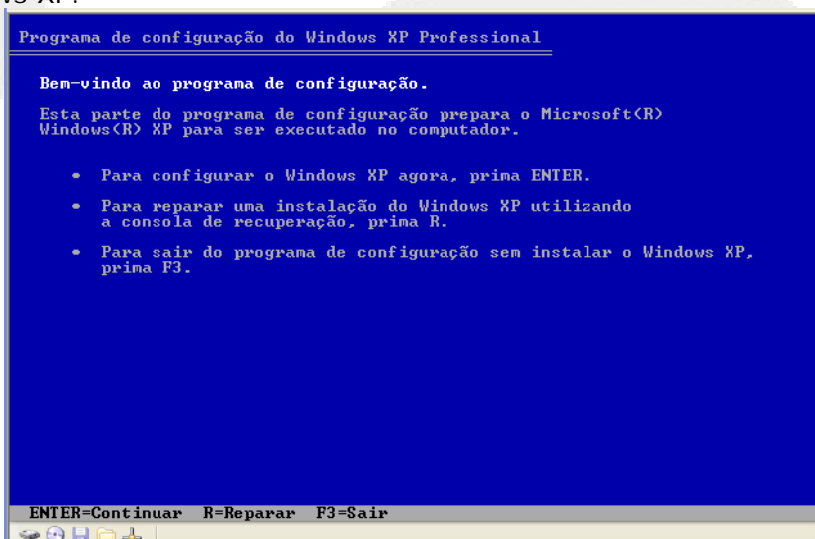 Programa de configuração do Windows XP Professional
Bem-vindo ao programa de configuração.
Esta parte do programa de configuração prepara o Microsoft(R)
Windows(R) XP para ser executado no computador.
• Para configurar o Windows XP agora, prima ENTER.
• Para reparar uma instalação do Windows XP utilizando
a consola de recuperação, prima R.
• Para sair do programa de configuração sem instalar o Windows XP,
prima F3.
ENTER=Continuar R=Reparar F3=Sair